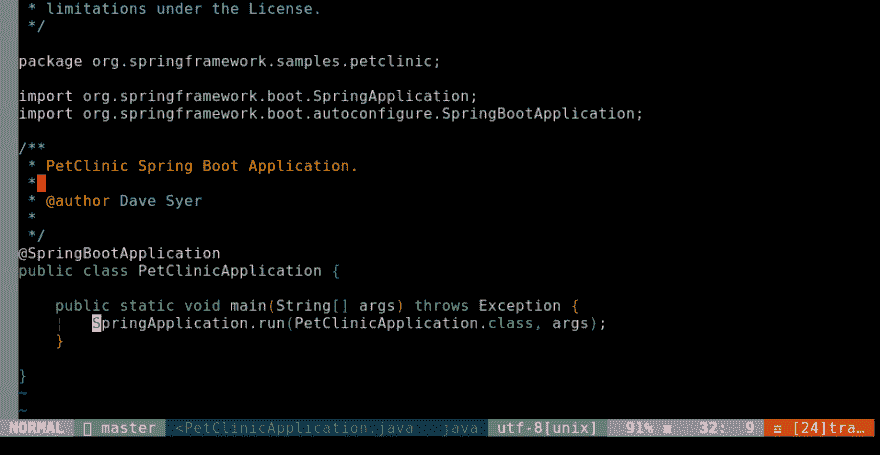 * limitations under the License.
 */
package org.springframework.samples.petclinic;
import org.springframework.boot.SpringApplication;
import org.springframework.boot.autoconfigure.SpringBootApplication;
/**
 * PetClinic Spring Boot Application.
 *
 * @author Dave Syer
 *
 */
@SpringBootApplication
public class PetClinicApplication {
    public static void main(String[] args) throws Exception {
    ¦   SpringApplication.run(PetClinicApplication.class, args);
    }
}
~
~
NORMAL master <PetClinicApplication.java java utf-8[unix] 91% 32: 9 [24]tra…